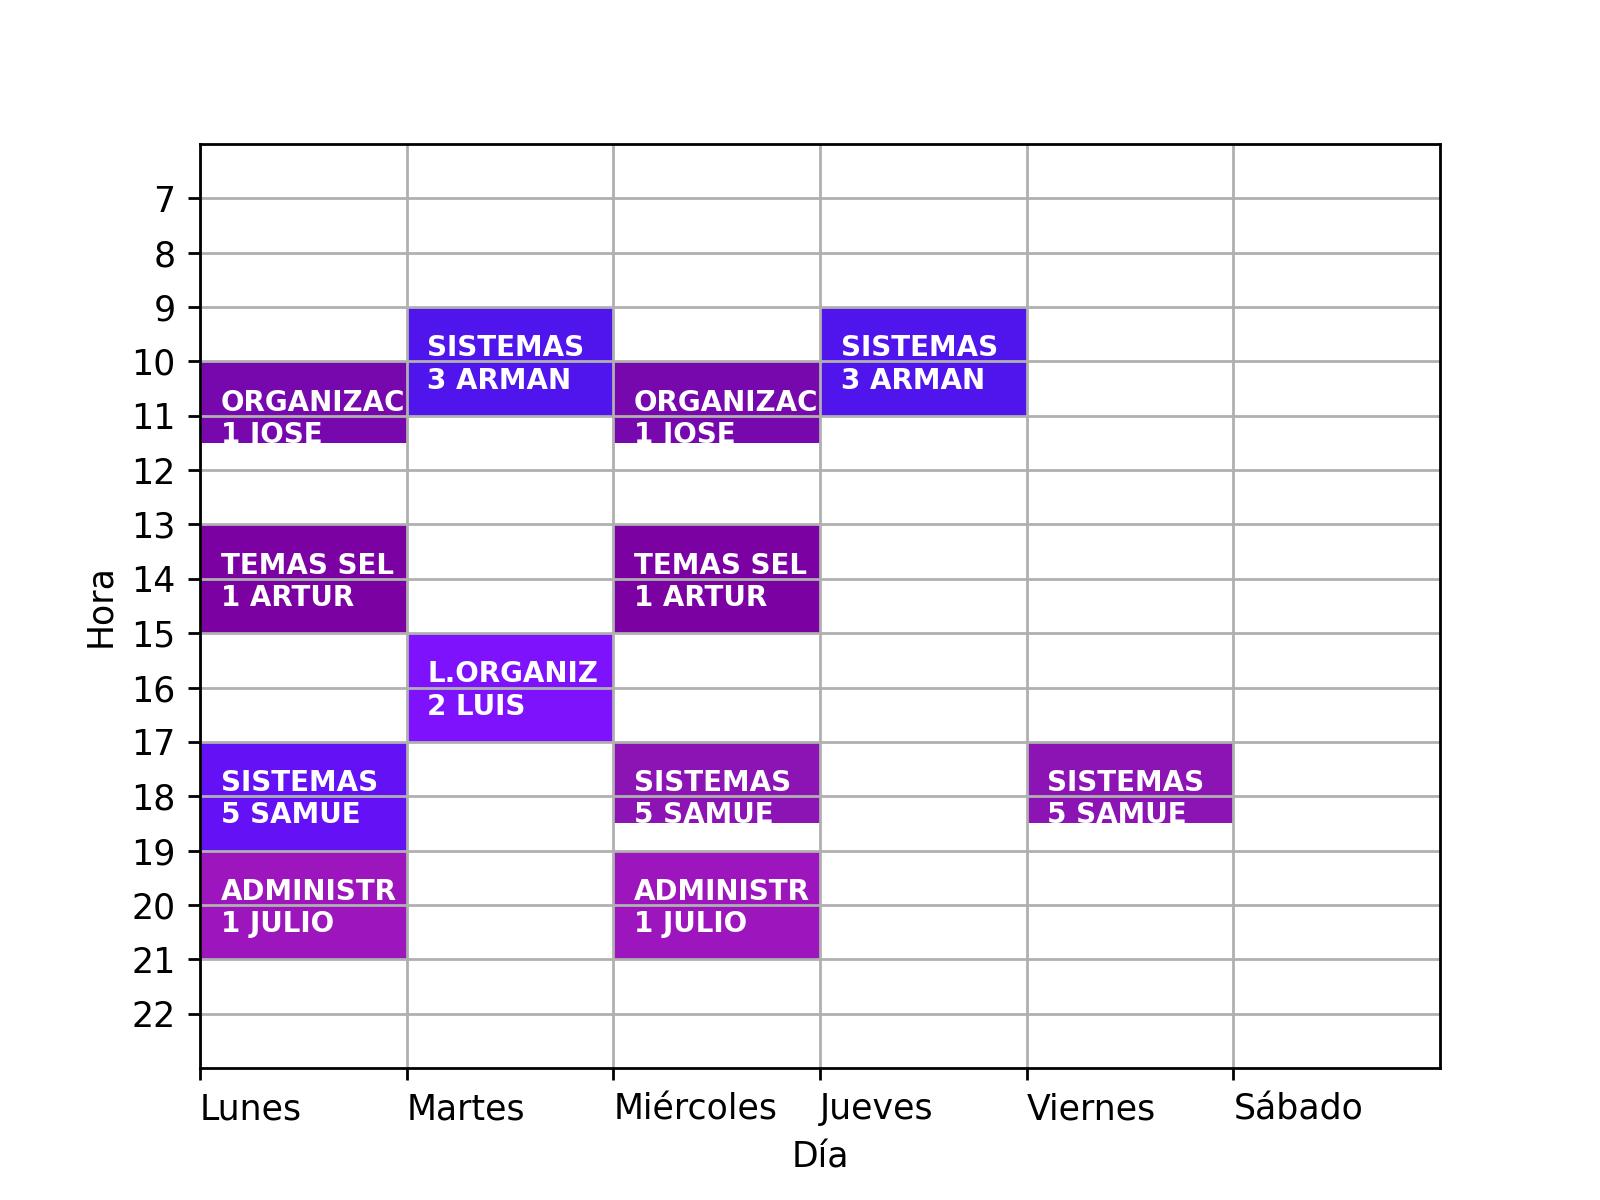 7
8
9
SISTEMAS SISTEMAS
10
3 ARMAN 3 ARMAN
ORGANIZAC ORGANIZAC
11
1 JOSE 1 JOSE
12
13
TEMAS SEL TEMAS SEL
14
1 ARTUR 1 ARTUR
Hora
15
L.ORGANIZ
16
2 LUIS
17
SISTEMAS SISTEMAS SISTEMAS
18
5 SAMUE 5 SAMUE 5 SAMUE
19
ADMINISTR ADMINISTR
20
1 JULIO 1 JULIO
21
22
Lunes Martes Miércoles Jueves Viernes Sábado
Día